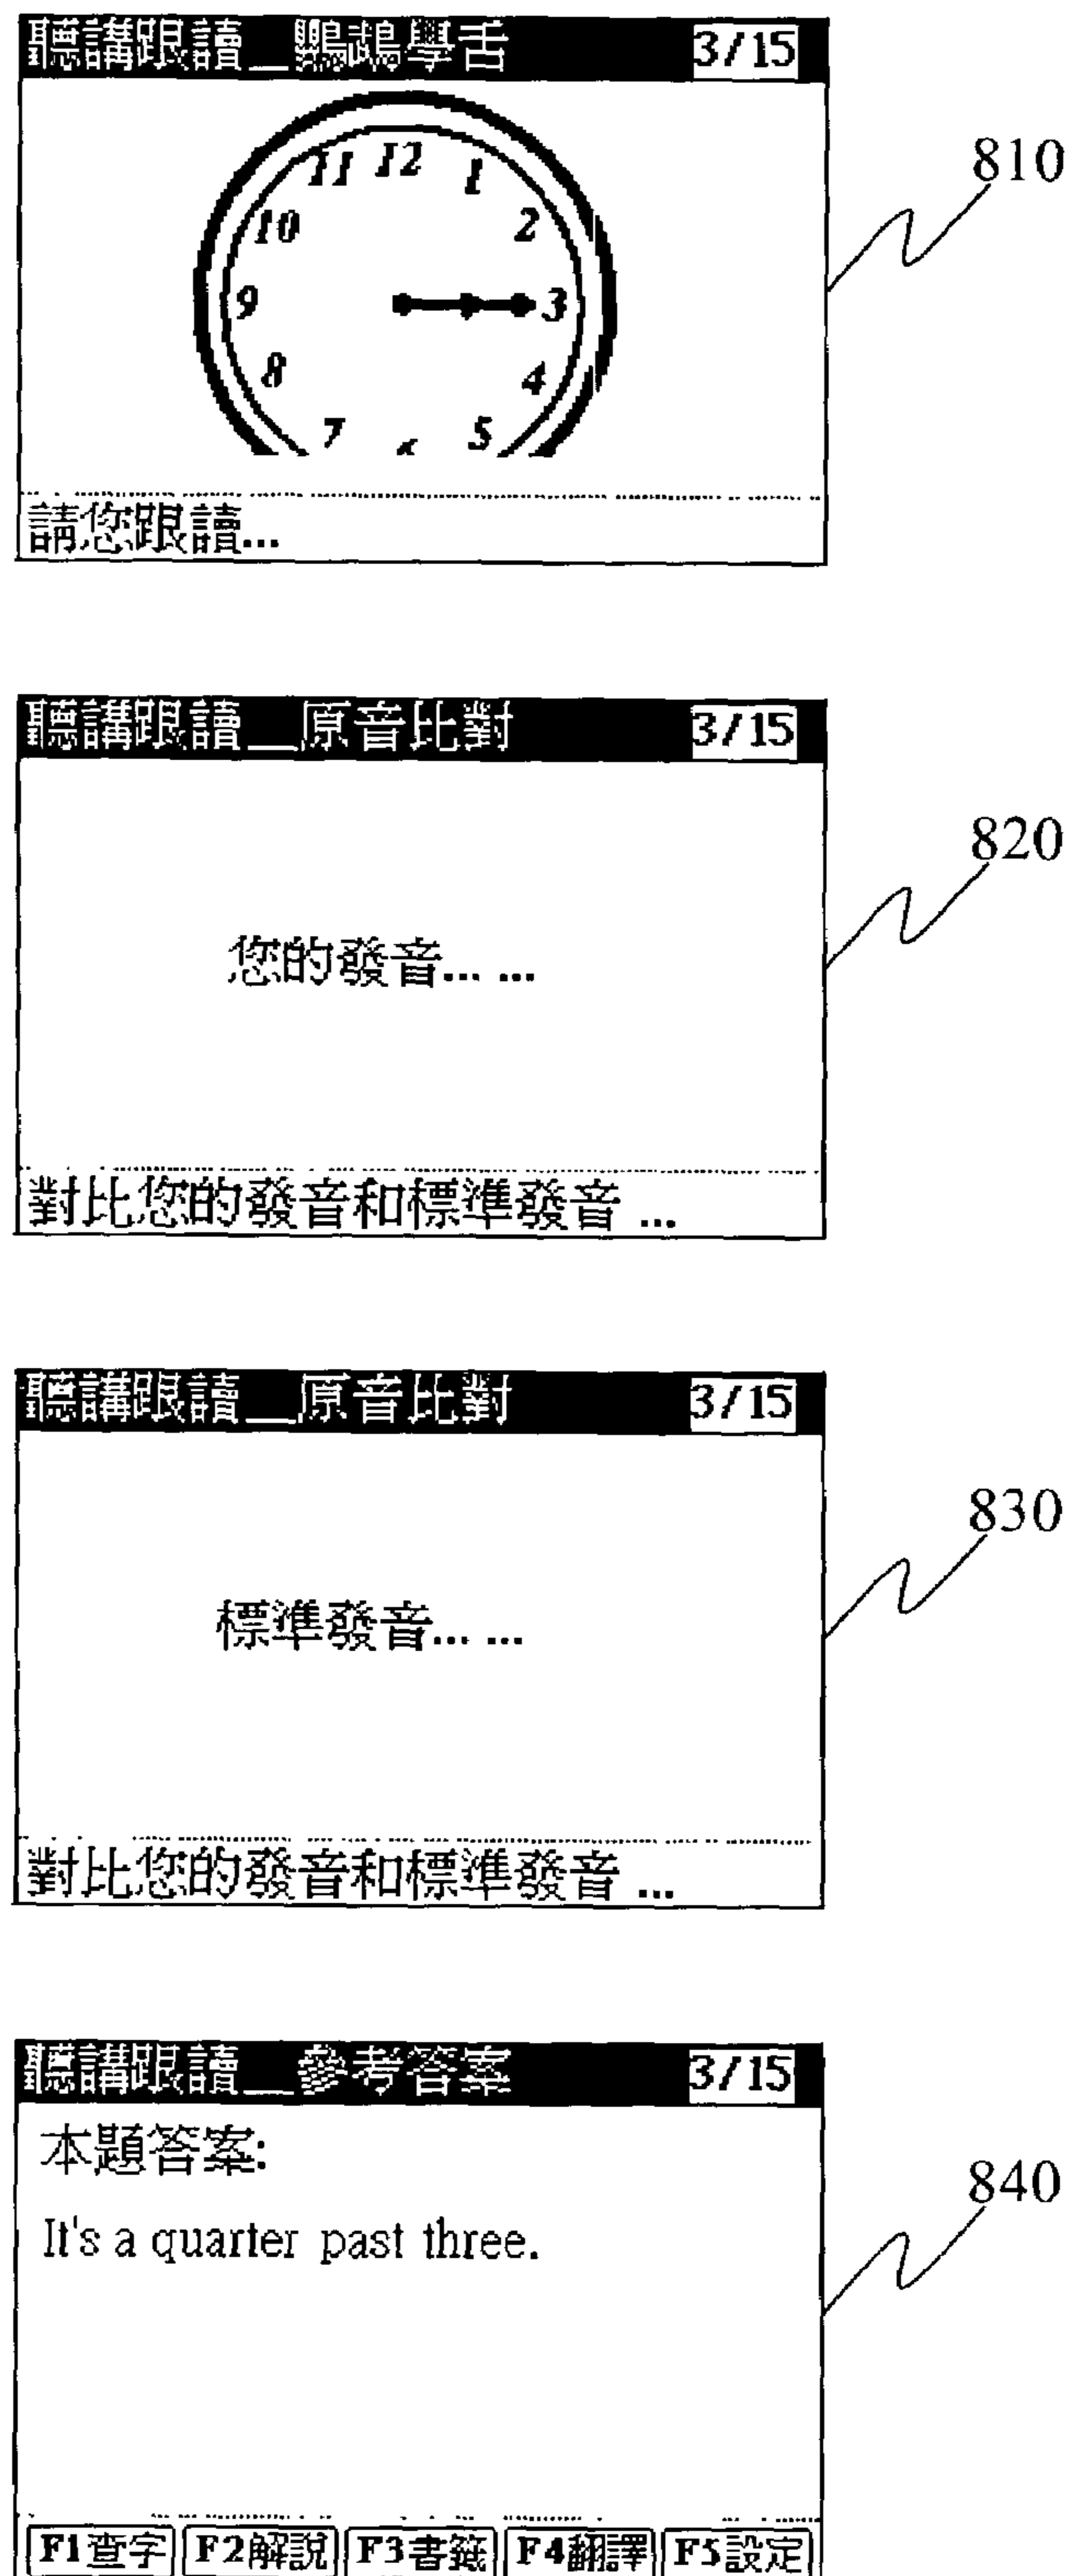 聽講跟讀__鸚鵡學舌 3/15
11 12 1
10 2
9 3
8 4
7 5
請您跟讀...
810
聽講跟讀__原音比對 3/15
您的發音... ...
對比您的發音和標準發音 ...
820
聽講跟讀__原音比對 3/15
標準發音... ...
對比您的發音和標準發音 ...
830
聽講跟讀__參考答案 3/15
本題答案:
It's a quarter past three.
F1查字 F2解説 F3書籤 F4翻譯 F5設定
840